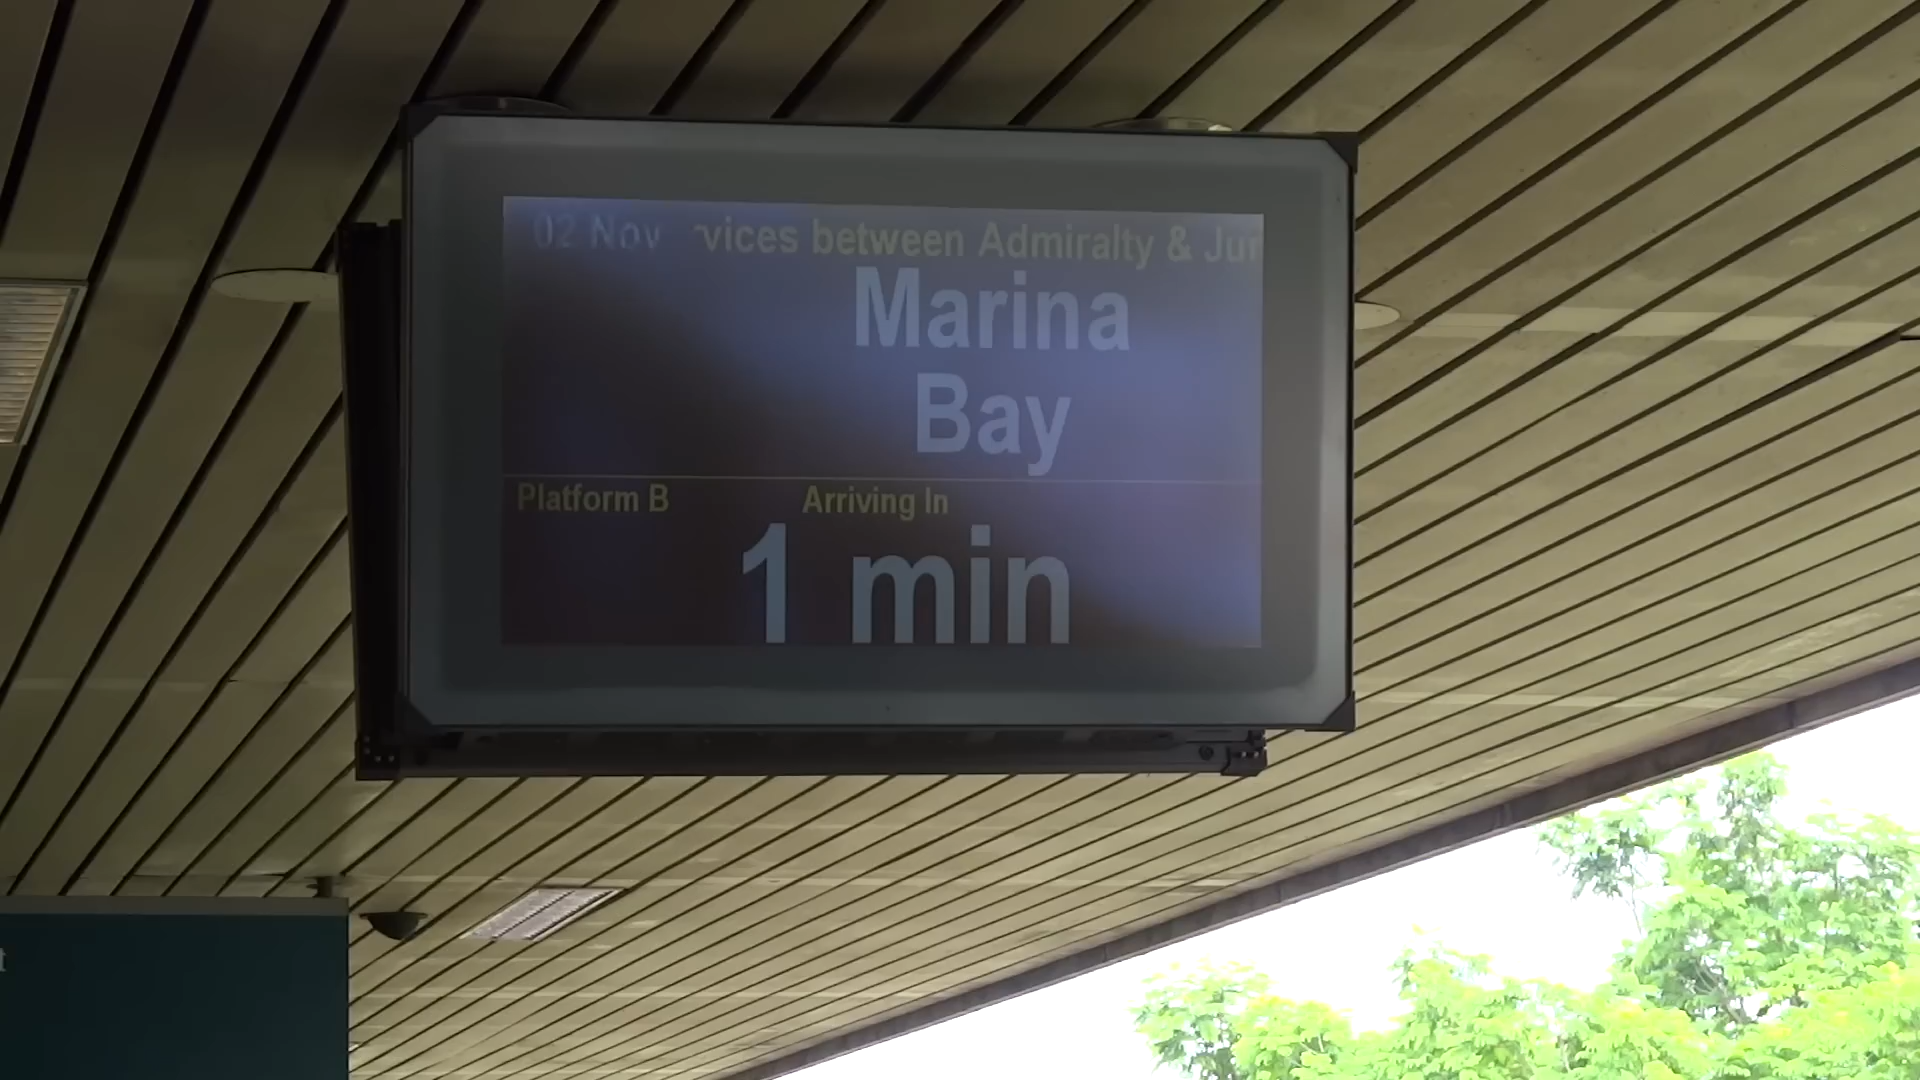 02 Nov vices between Admiralty & Jur
Marina
Bay
Platform B Arriving In
1 min
t